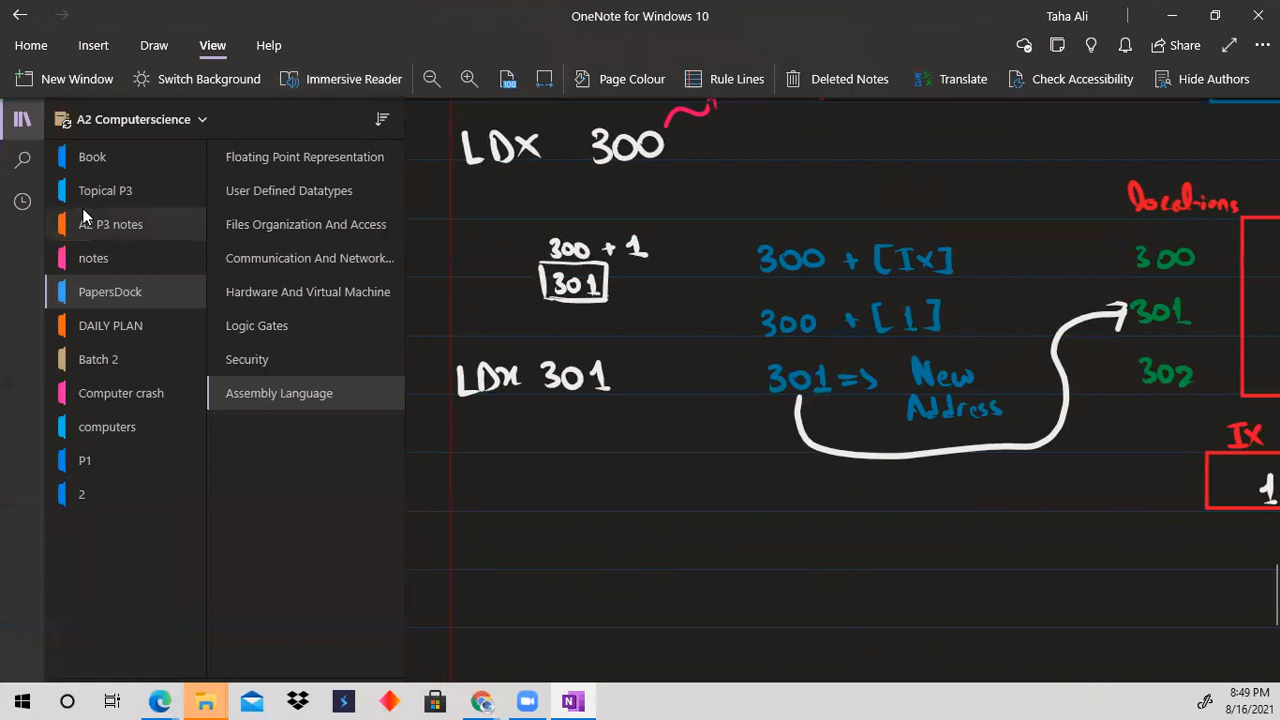 OneNote for Windows 10
Taha Ali
Home Insert Draw View Help
Share
New Window Switch Background Immersive Reader Page Colour Rule Lines Deleted Notes Translate Check Accessibility Hide Authors
A2 Computerscience
Book
Topical P3
A2 P3 notes
notes
PapersDock
DAILY PLAN
Batch 2
Computer crash
computers
P1
2
Floating Point Representation
User Defined Datatypes
Files Organization And Access
Communication And Network...
Hardware And Virtual Machine
Logic Gates
Security
Assembly Language
LDX 300
locations
300 + 1
301
300 + [IX]
300
300 + [1]
301
LDX 301
301 => New
Address
302
IX
1
8:49 PM
8/16/2021